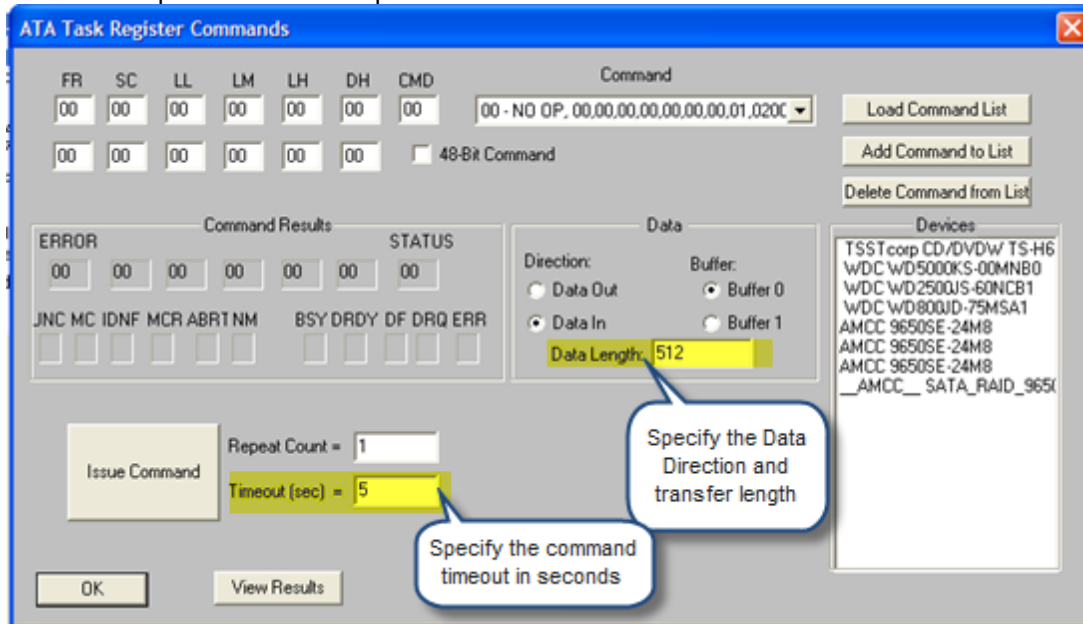 ATA Task Register Commands
FR SC LL LM LH DH CMD Command
00 00 00 00 00 00 00 00 - NO OP, 00,00,00,00,00,00,00,01,0200 Load Command List
00 00 00 00 00 00 48-Bit Command Add Command to List
Delete Command from List
Command Results Data Devices
ERROR STATUS
00 00 00 00 00 00 00
UNC MC IDNF MCR ABRT NM BSY DRDY DF DRQ ERR
Direction: Buffer:
Data Out Buffer 0
Data In Buffer 1
Data Length: 512
TSSTcorp CD/DVDW TS-H6
WDC WD5000KS-00MNB0
WDC WD2500JS-60NCB1
WDC WD800JD-75MSA1
AMCC 9650SE-24M8
AMCC 9650SE-24M8
AMCC 9650SE-24M8
__AMCC__ SATA_RAID_965(
Issue Command
Repeat Count = 1
Timeout (sec) = 5
Specify the Data
Direction and
transfer length
Specify the command
timeout in seconds
OK View Results